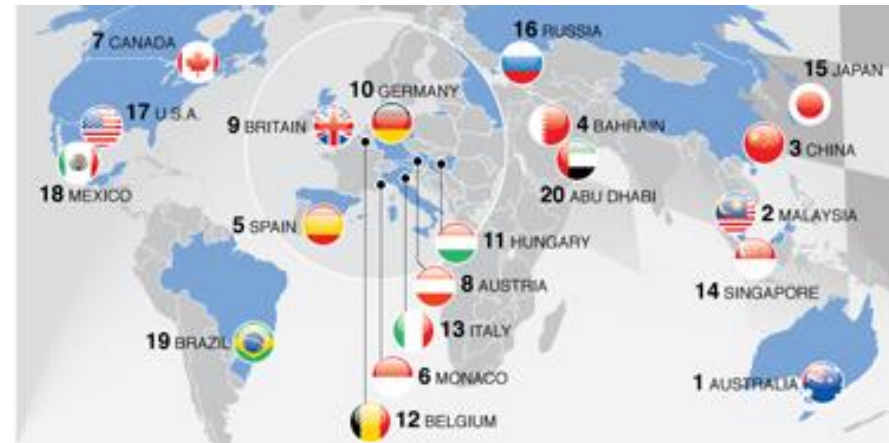 16 RUSSIA
7 CANADA
15 JAPAN
10 GERMANY
17 U.S.A.
9 BRITAIN
4 BAHRAIN
3 CHINA
18 MEXICO
20 ABU DHABI
5 SPAIN
2 MALAYSIA
11 HUNGARY
8 AUSTRIA
14 SINGAPORE
13 ITALY
19 BRAZIL
6 MONACO
1 AUSTRALIA
12 BELGIUM